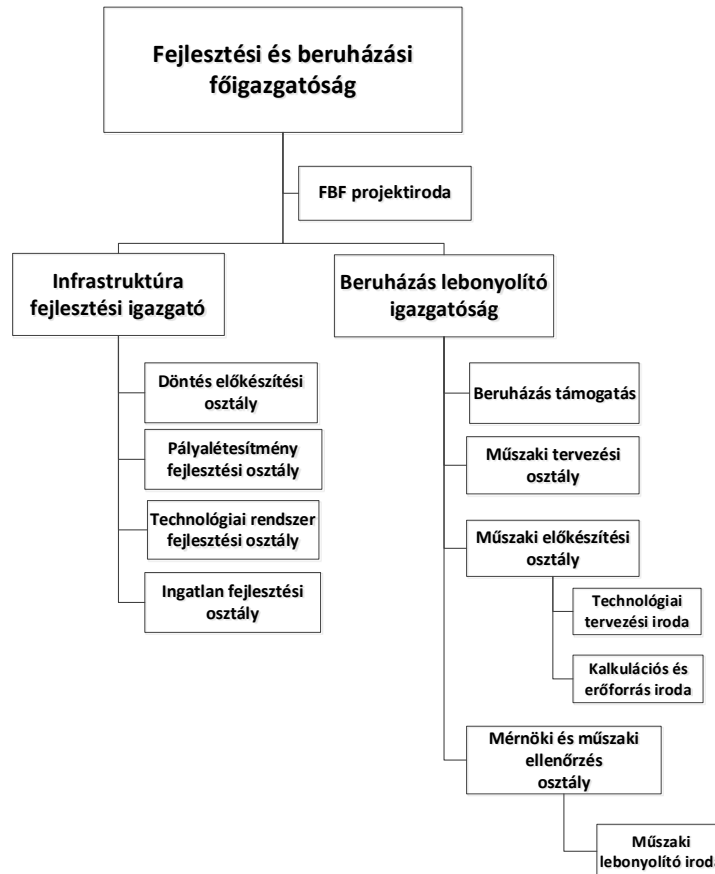 Fejlesztési és beruházási
főigazgatóság
FBF projektiroda
Infrastruktúra
fejlesztési igazgató
Döntés előkészítési
osztály
Pályalétesítmény
fejlesztési osztály
Technológiai rendszer
fejlesztési osztály
Ingatlan fejlesztési
osztály
Beruházás lebonyolító
igazgatóság
Beruházás támogatás
Műszaki tervezési
osztály
Műszaki előkészítési
osztály
Technológiai
tervezési iroda
Kalkulációs és
erőforrás iroda
Mérnöki és műszaki
ellenőrzés
osztály
Műszaki
lebonyolító iroda